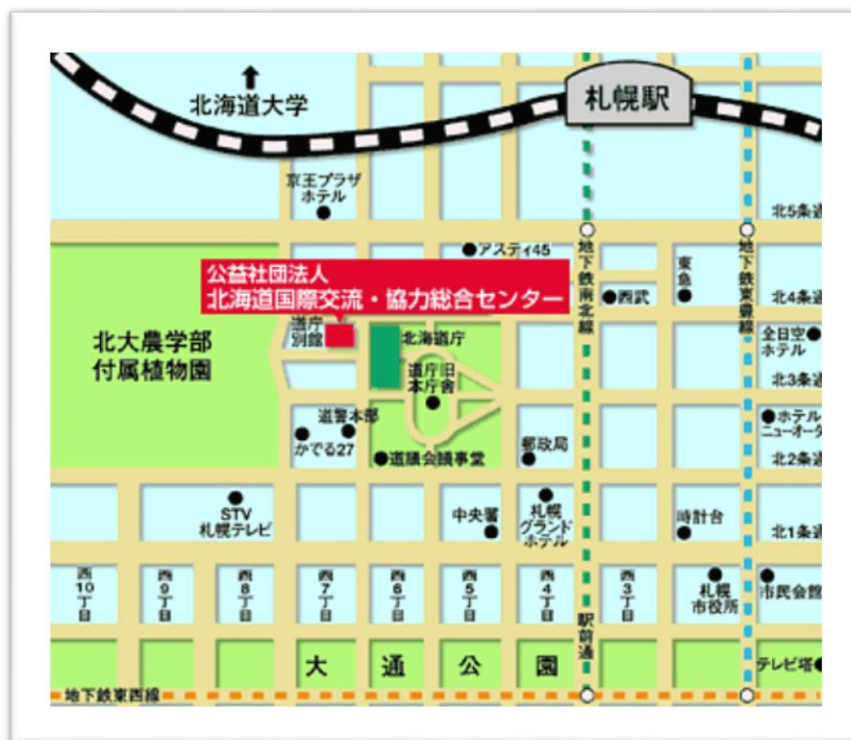 北海道大学
札幌駅
京王プラザ
ホテル
北5条通
アスティ45
公益社団法人
北海道国際交流・協力総合センター
地下鉄南北線
西武
東急
地下鉄東豊線
北4条通
道庁
別館
北海道庁
全日空
ホテル
北大農学部
付属植物園
道庁旧
本庁舎
北3条通
道警本部
かでる27
道議会議事堂
郵政局
ホテル
ニューオータ
北2条通
STV
札幌テレビ
中央署
札幌
グランド
ホテル
時計台
北1条通
西10丁目
西9丁目
西8丁目
西7丁目
西6丁目
西5丁目
西4丁目
西3丁目
札幌
市役所
市民会館
駅前通
大通公園
テレビ塔
地下鉄東西線